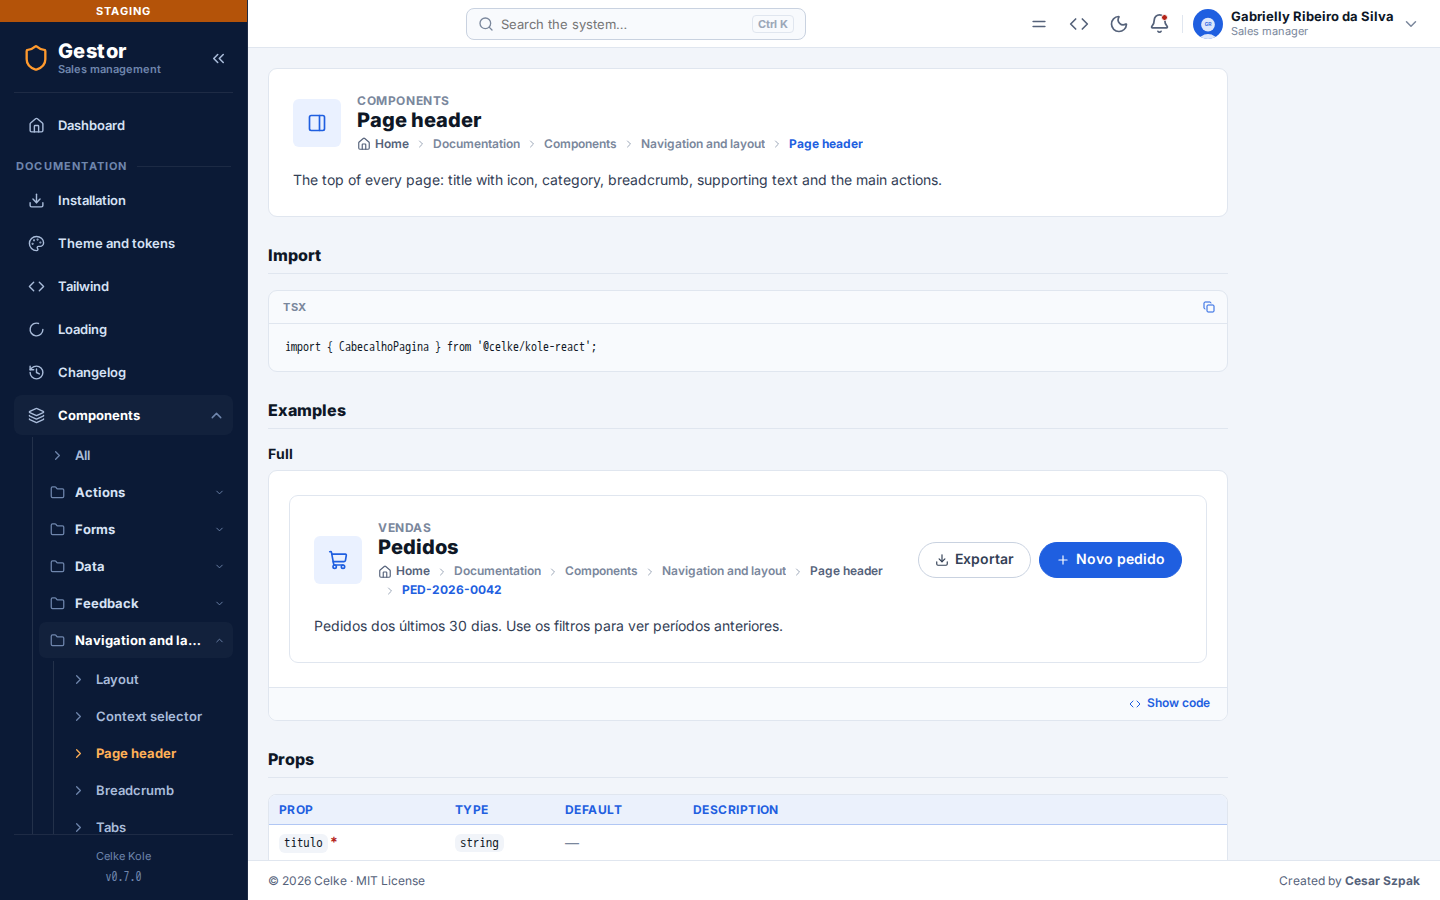 STAGING
Gestor
Sales management
Dashboard
DOCUMENTATION
Installation
Theme and tokens
Tailwind
Loading
Changelog
Components
All
Actions
Forms
Data
Feedback
Navigation and la...
Layout
Context selector
Page header
Breadcrumb
Tabs
Celke Kole
v0.7.0
Search the system...
Ctrl K
GR
Gabrielly Ribeiro da Silva
Sales manager
COMPONENTS
Page header
Home > Documentation > Components > Navigation and layout > Page header
The top of every page: title with icon, category, breadcrumb, supporting text and the main actions.
Import
TSX
import { CabecalhoPagina } from '@celke/kole-react';
Examples
Full
VENDAS
Pedidos
Home > Documentation > Components > Navigation and layout > Page header
> PED-2026-0042
Exportar
Novo pedido
Pedidos dos últimos 30 dias. Use os filtros para ver períodos anteriores.
Show code
Props
PROP TYPE DEFAULT DESCRIPTION
titulo * string —
© 2026 Celke · MIT License
Created by Cesar Szpak